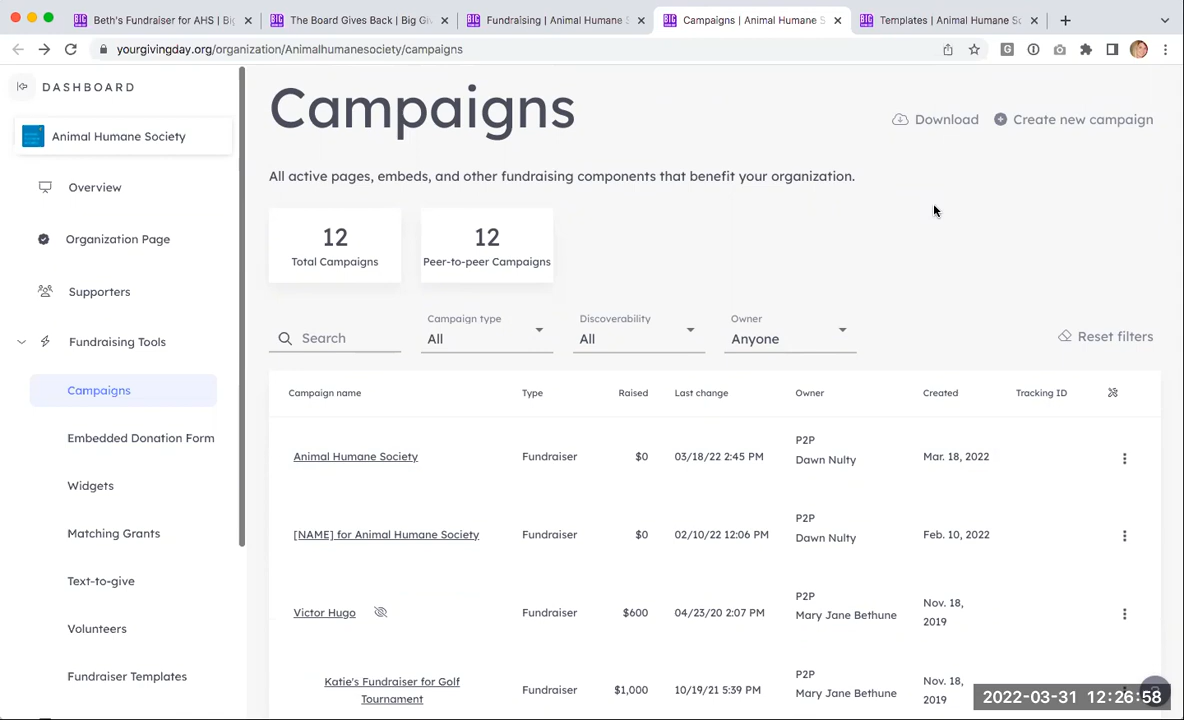 Beth's Fundraiser for AHS | Bi
The Board Gives Back | Big Gi
Fundraising | Animal Humane S
Campaigns | Animal Humane S
Templates | Animal Humane Sc
yourgivingday.org/organization/Animalhumanesociety/campaigns
DASHBOARD
Animal Humane Society
Overview
Organization Page
Supporters
Fundraising Tools
Campaigns
Embedded Donation Form
Widgets
Matching Grants
Text-to-give
Volunteers
Fundraiser Templates
Campaigns
Download
Create new campaign
All active pages, embeds, and other fundraising components that benefit your organization.
12
Total Campaigns
12
Peer-to-peer Campaigns
Search
Campaign type
All
Discoverability
All
Owner
Anyone
Reset filters
Campaign name Type Raised Last change Owner Created Tracking ID
Animal Humane Society Fundraiser $0 03/18/22 2:45 PM P2P
Dawn Nulty Mar. 18, 2022
[NAME] for Animal Humane Society Fundraiser $0 02/10/22 12:06 PM P2P
Dawn Nulty Feb. 10, 2022
Victor Hugo Fundraiser $600 04/23/20 2:07 PM P2P
Mary Jane Bethune Nov. 18,
2019
Katie's Fundraiser for Golf
Tournament Fundraiser $1,000 10/19/21 5:39 PM P2P
Mary Jane Bethune Nov. 18,
2019
2022-03-31 12:26:58